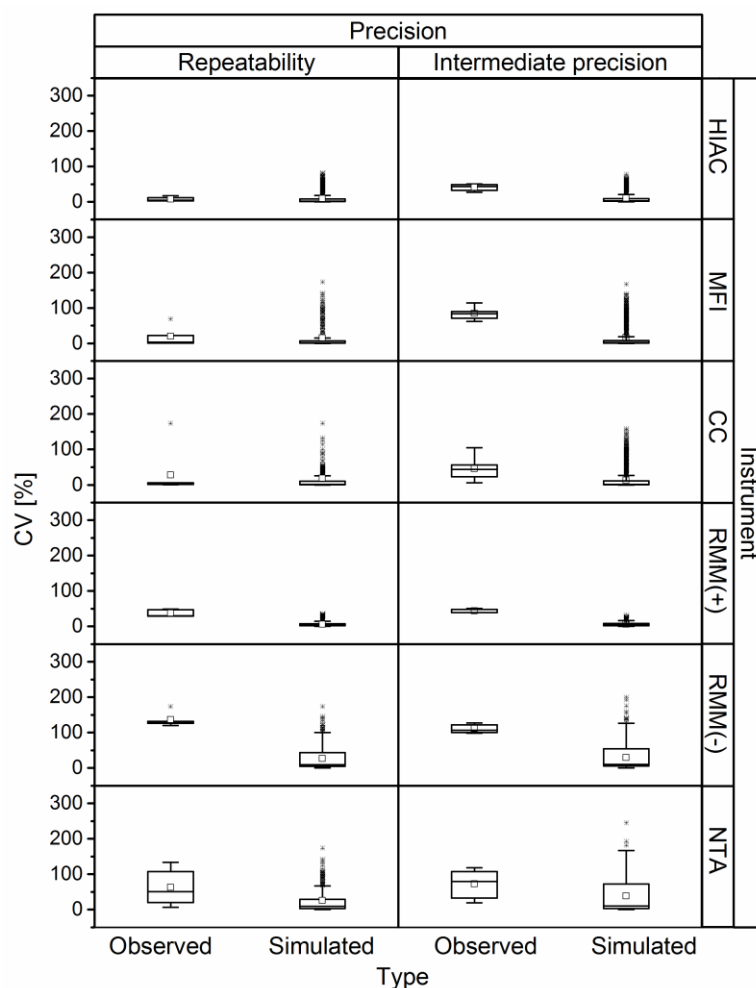 Precision
Repeatability Intermediate precision
300
200
100
0
HIAC
300
200
100
0
MFI
300
200
100
0
CC
300
200
100
0
RMM(+)
300
200
100
0
RMM(-)
300
200
100
0
NTA
CV [%]
Instrument
Observed Simulated Observed Simulated
Type